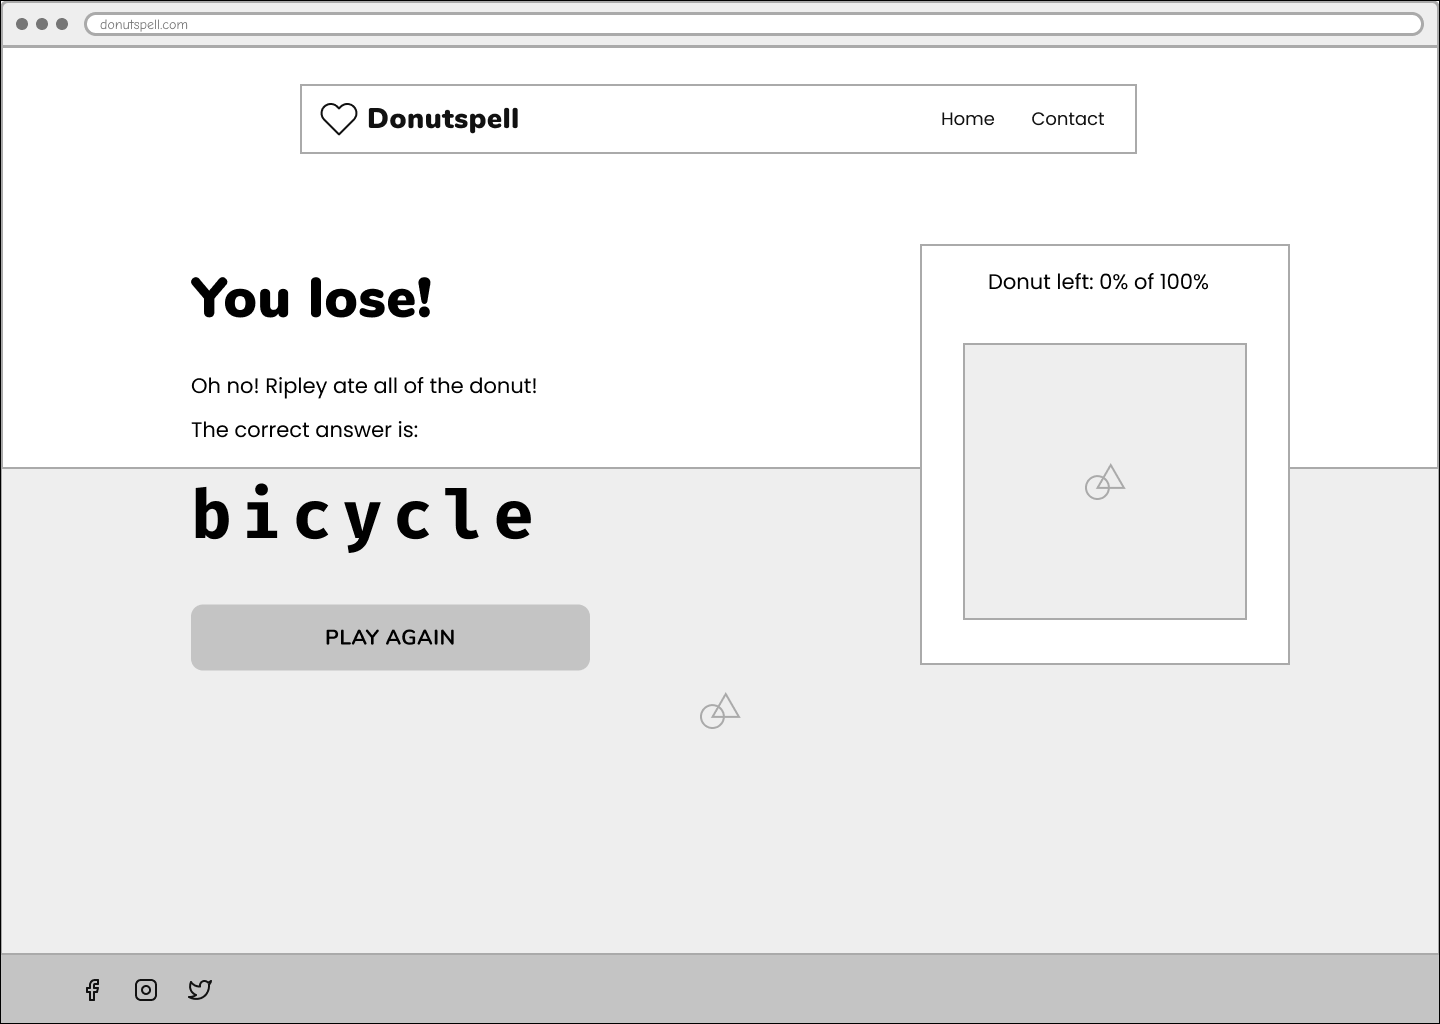 donutspell.com
Donutspell
Home Contact
You lose!
Donut left: 0% of 100%
Oh no! Ripley ate all of the donut!
The correct answer is:
bicycle
PLAY AGAIN